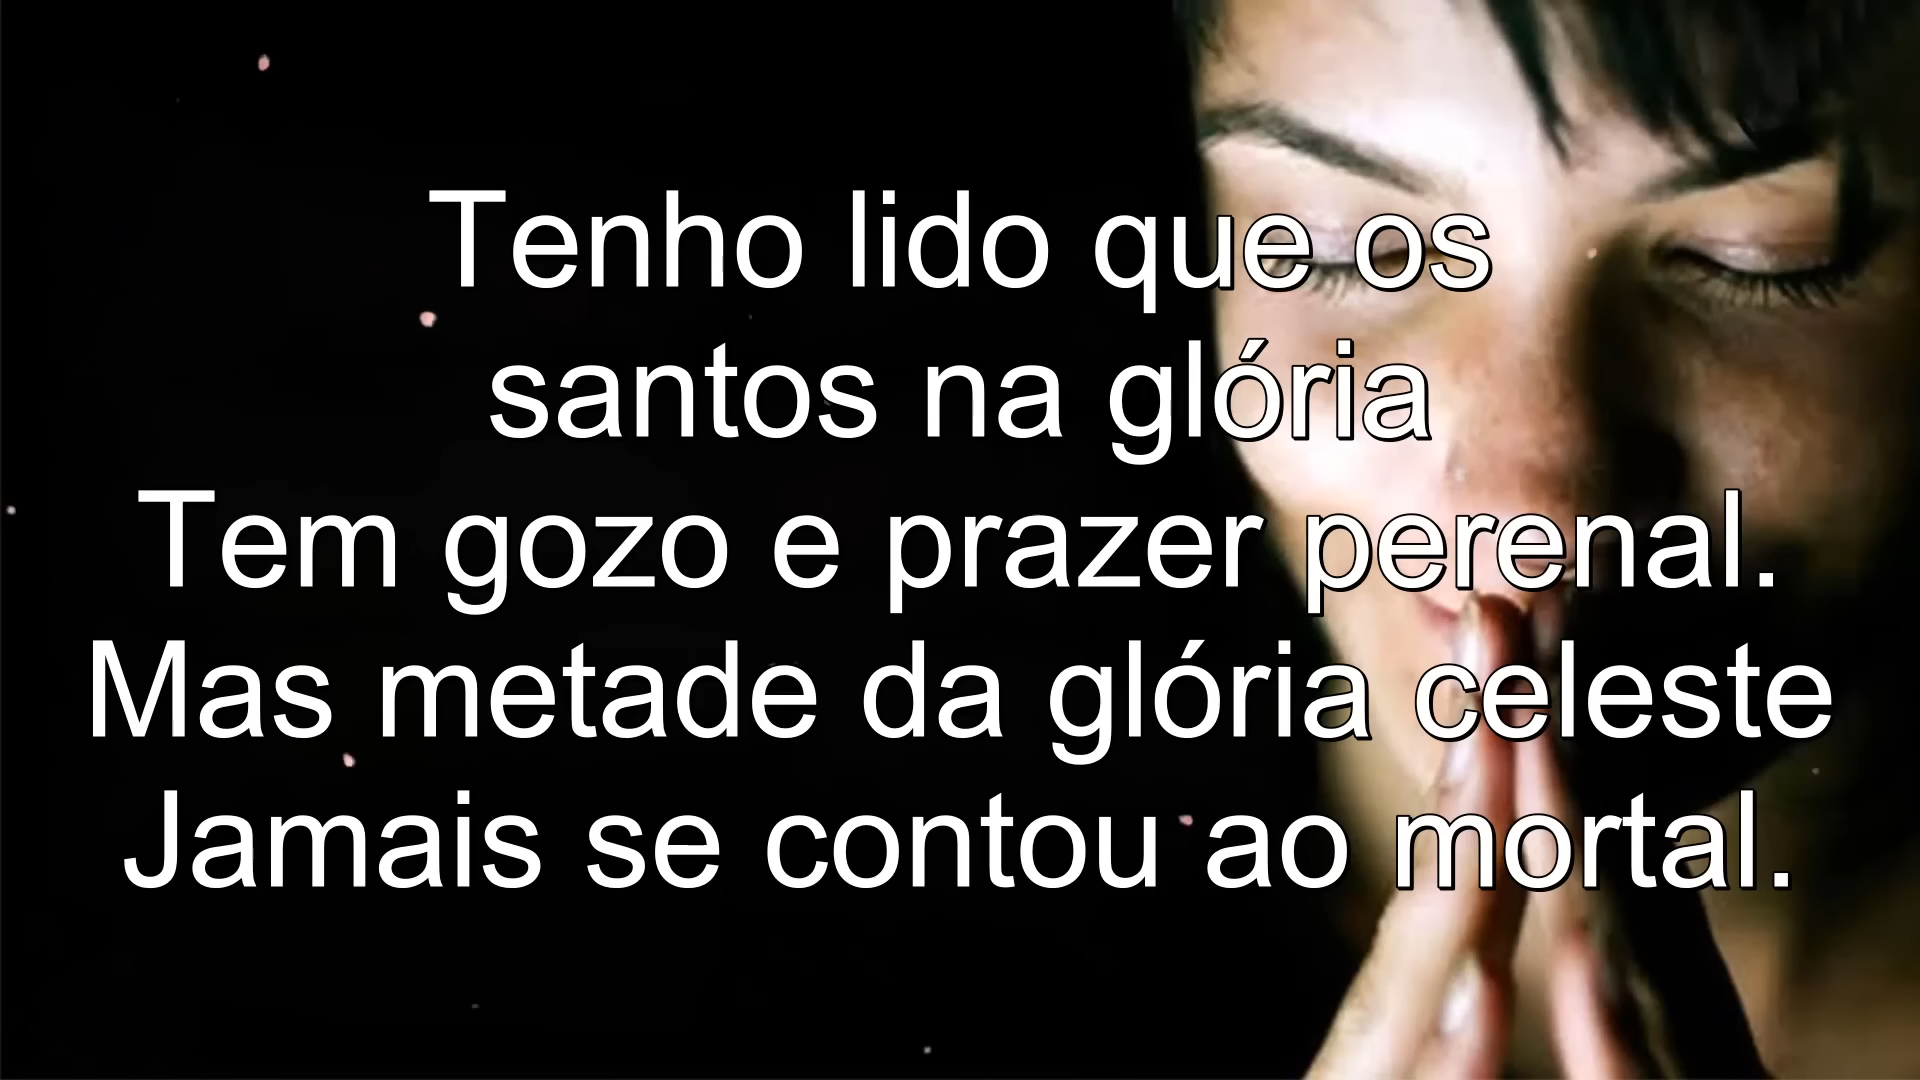 Tenho lido que os
santos na glória
Tem gozo e prazer perenal.
Mas metade da glória celeste
Jamais se contou ao mortal.